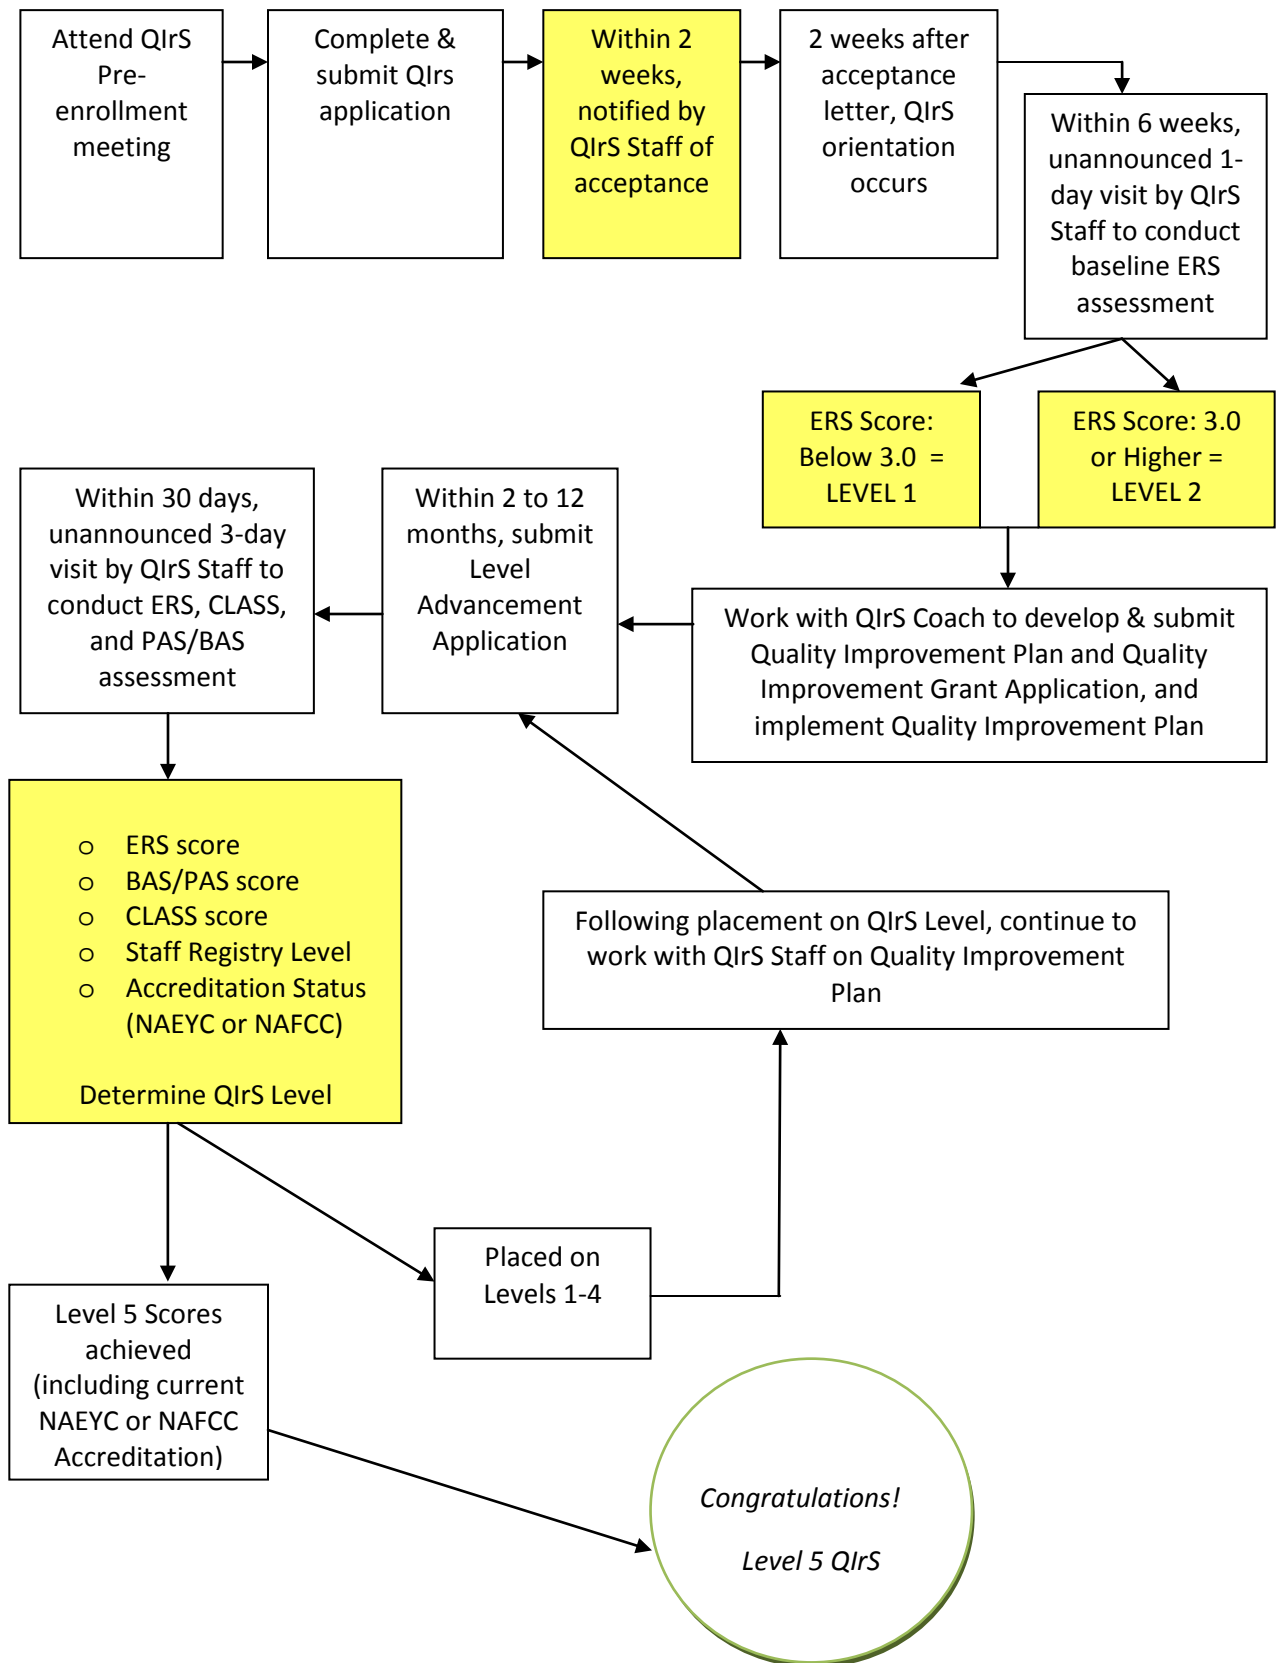 Attend QIrS
Pre-
enrollment
meeting
Complete &
submit QIrs
application
Within 2
weeks,
notified by
QIrS Staff of
acceptance
2 weeks after
acceptance
letter, QIrS
orientation
occurs
Within 6 weeks,
unannounced 1-
day visit by QIrS
Staff to conduct
baseline ERS
assessment
ERS Score:
Below 3.0 =
LEVEL 1
ERS Score: 3.0
or Higher =
LEVEL 2
Work with QIrS Coach to develop & submit
Quality Improvement Plan and Quality
Improvement Grant Application, and
implement Quality Improvement Plan
Within 2 to 12
months, submit
Level
Advancement
Application
Within 30 days,
unannounced 3-day
visit by QIrS Staff to
conduct ERS, CLASS,
and PAS/BAS
assessment
o ERS score
o BAS/PAS score
o CLASS score
o Staff Registry Level
o Accreditation Status
(NAEYC or NAFCC)
Determine QIrS Level
Following placement on QIrS Level, continue to
work with QIrS Staff on Quality Improvement
Plan
Placed on
Levels 1-4
Level 5 Scores
achieved
(including current
NAEYC or NAFCC
Accreditation)
Congratulations!
Level 5 QIrS